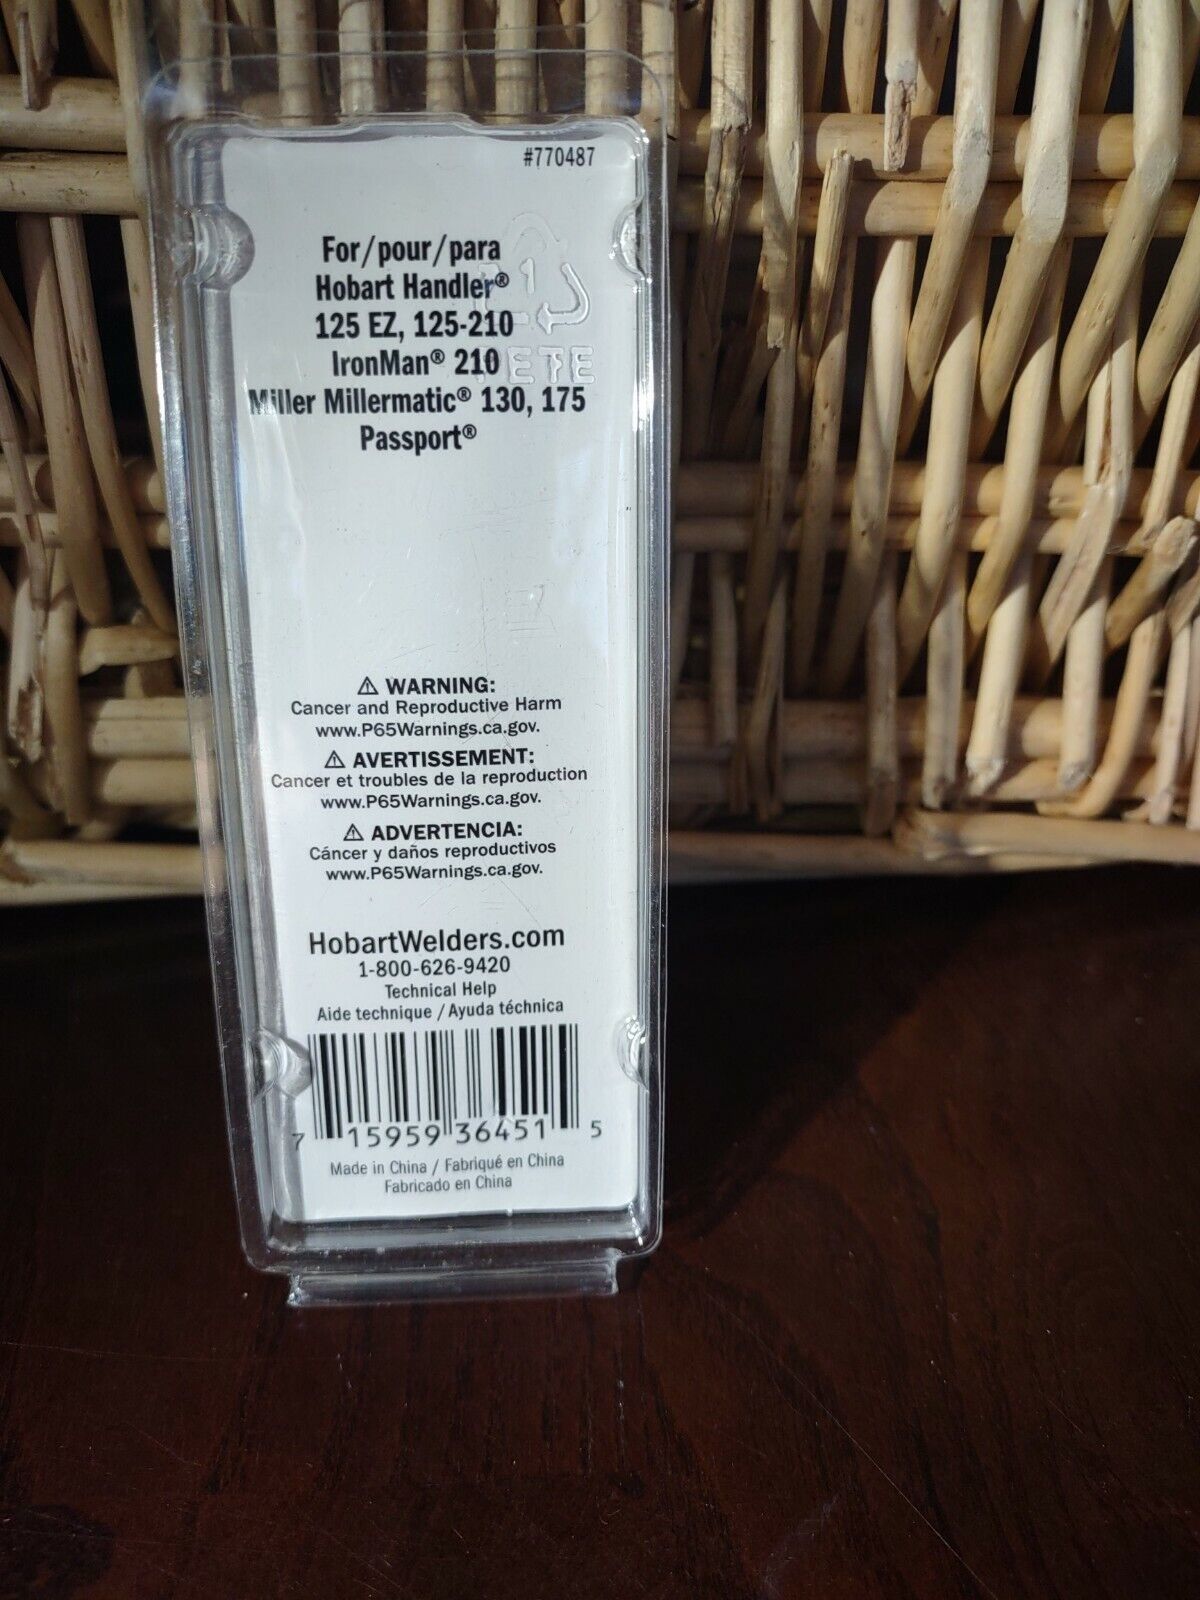 #770487
For/pour/para
Hobart Handler®
125 EZ, 125-210
IronMan® 210
Miller Millermatic® 130, 175
Passport®
1
PETE
⚠ WARNING:
Cancer and Reproductive Harm
www.P65Warnings.ca.gov.
⚠ AVERTISSEMENT:
Cancer et troubles de la reproduction
www.P65Warnings.ca.gov.
⚠ ADVERTENCIA:
Cáncer y daños reproductivos
www.P65Warnings.ca.gov.
HobartWelders.com
1-800-626-9420
Technical Help
Aide technique / Ayuda téchnica
7 15959 36451 5
Made in China / Fabriqué en China
Fabricado en China